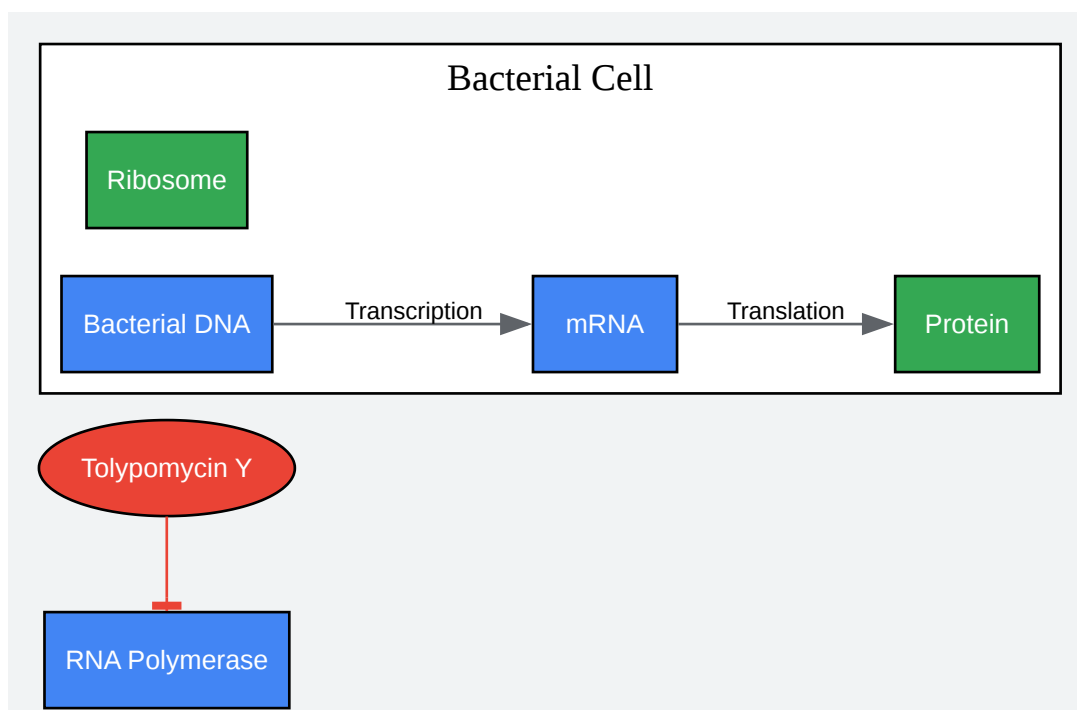 Bacterial Cell
Ribosome
Bacterial DNA
Transcription
mRNA
Translation
Protein
Tolypomycin Y
RNA Polymerase